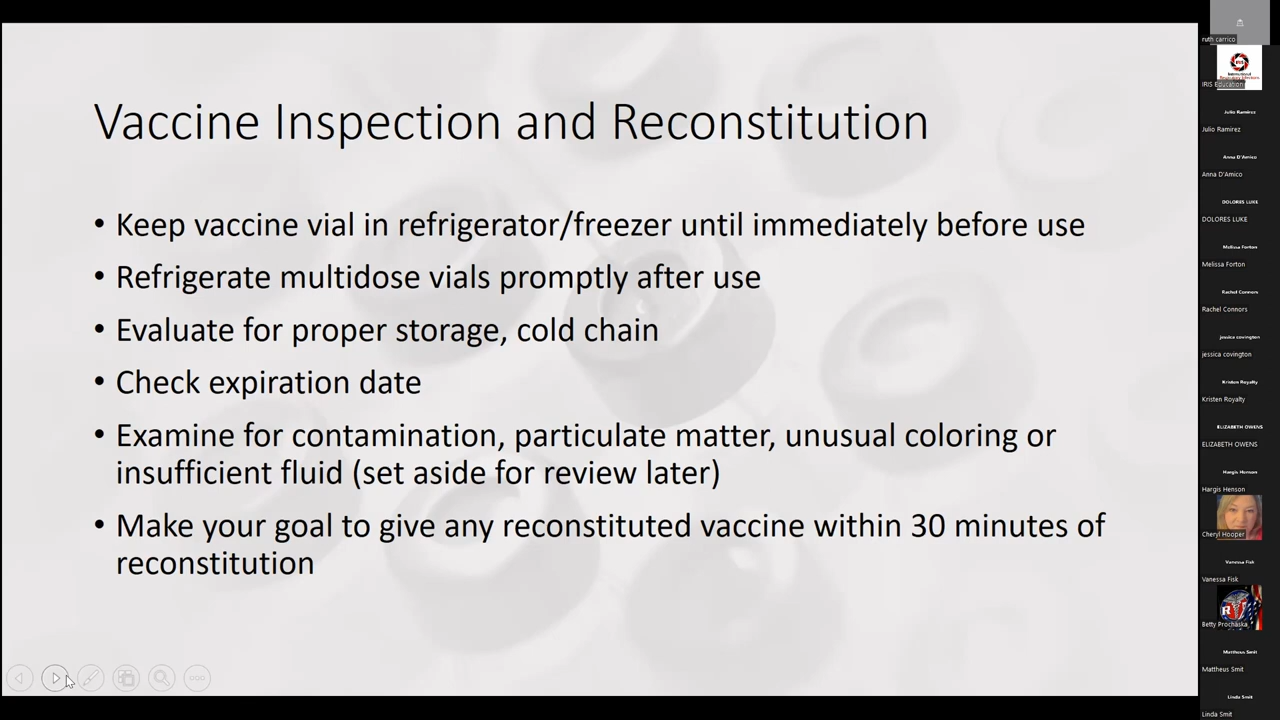 Vaccine Inspection and Reconstitution
• Keep vaccine vial in refrigerator/freezer until immediately before use
• Refrigerate multidose vials promptly after use
• Evaluate for proper storage, cold chain
• Check expiration date
• Examine for contamination, particulate matter, unusual coloring or
insufficient fluid (set aside for review later)
• Make your goal to give any reconstituted vaccine within 30 minutes of
reconstitution
ruth carrico
IRIS
IRIS Education
Julio Ramirez
Julio Ramirez
Anna D'Amico
Anna D'Amico
DOLORES LUKE
DOLORES LUKE
Melissa Forton
Melissa Forton
Rachel Connors
Rachel Connors
jessica covington
jessica covington
Kristen Royalty
Kristen Royalty
ELIZABETH OWENS
ELIZABETH OWENS
Hargis Henson
Hargis Henson
Cheryl Hooper
Vanessa Fisk
Vanessa Fisk
Betty Prochaska
Mattheus Smit
Mattheus Smit
Linda Smit
Linda Smit